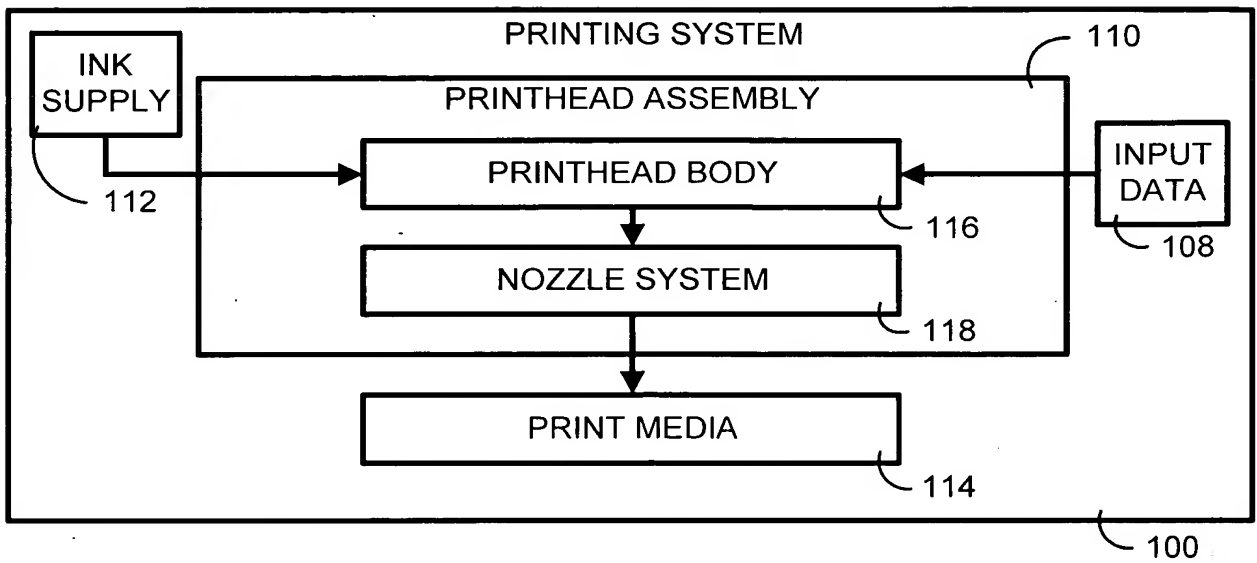 PRINTING SYSTEM
110
INK
SUPPLY
PRINTHEAD ASSEMBLY
112
PRINTHEAD BODY
116
INPUT
DATA
108
NOZZLE SYSTEM
118
PRINT MEDIA
114
100